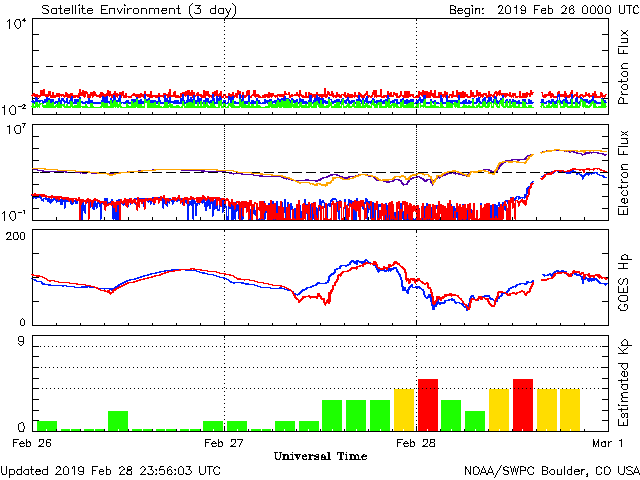 Satellite Environment (3 day) Begin: 2019 Feb 26 0000 UTC
10^4
10^-2
Proton Flux
10^7
10^-1
Electron Flux
200
0
GOES Hp
9
0
Estimated Kp
Feb 26 Feb 27 Feb 28 Mar 1
Universal Time
Updated 2019 Feb 28 23:56:03 UTC NOAA/SWPC Boulder, CO USA